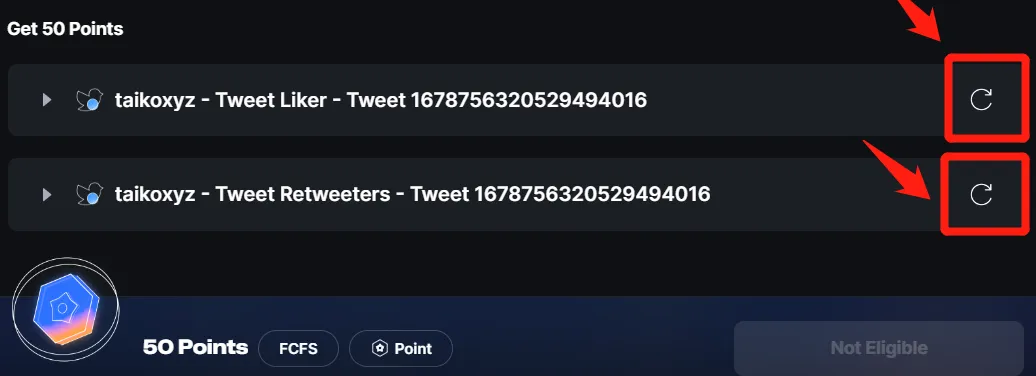 Get 50 Points
taikoxyz - Tweet Liker - Tweet 1678756320529494016
taikoxyz - Tweet Retweeters - Tweet 1678756320529494016
50 Points FCFS Point Not Eligible